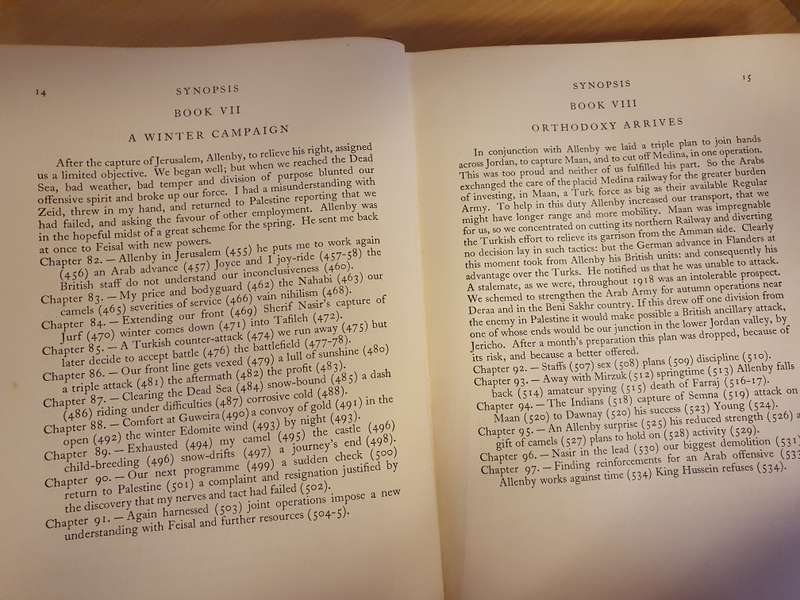 14
SYNOPSIS
BOOK VII
A WINTER CAMPAIGN
After the capture of Jerusalem, Allenby, to relieve his right, assigned
us a limited objective. We began well; but when we reached the Dead
Sea, bad weather, bad temper and division of purpose blunted our
offensive spirit and broke up our force. I had a misunderstanding with
Zeid, threw in my hand, and returned to Palestine reporting that we
had failed, and asking the favour of other employment. Allenby was
in the hopeful midst of a great scheme for the spring. He sent me back
at once to Feisal with new powers.
Chapter 82. — Allenby in Jerusalem (455) he puts me to work again
(456) an Arab advance (457) Joyce and I joy-ride (457-58) the
British staff do not understand our inconclusiveness (460).
Chapter 83. — My price and bodyguard (462) the Nahabi (463) our
camels (465) severities of service (466) vain nihilism (468).
Chapter 84. — Extending our front (469) Sherif Nasir's capture of
Jurf (470) winter comes down (471) into Tafileh (472).
Chapter 85. — A Turkish counter-attack (474) we run away (475) but
later decide to accept battle (476) the battlefield (477-78).
Chapter 86. — Our front line gets vexed (479) a lull of sunshine (480)
a triple attack (481) the aftermath (482) the profit (483).
Chapter 87. — Clearing the Dead Sea (484) snow-bound (485) a dash
(486) riding under difficulties (487) corrosive cold (488).
Chapter 88. — Comfort at Guweira (490) a convoy of gold (491) in the
open (492) the winter Edomite wind (493) by night (493).
Chapter 89. — Exhausted (494) my camel (495) the castle (496)
child-breeding (496) snow-drifts (497) a journey's end (498).
Chapter 90. — Our next programme (499) a sudden check (500)
return to Palestine (501) a complaint and resignation justified by
the discovery that my nerves and tact had failed (502).
Chapter 91. — Again harnessed (503) joint operations impose a new
understanding with Feisal and further resources (504-5).
SYNOPSIS
15
BOOK VIII
ORTHODOXY ARRIVES
In conjunction with Allenby we laid a triple plan to join hands
across Jordan, to capture Maan, and to cut off Medina, in one operation.
This was too proud and neither of us fulfilled his part. So the Arabs
exchanged the care of the placid Medina railway for the greater burden
of investing, in Maan, a Turk force as big as their available Regular
Army. To help in this duty Allenby increased our transport, that we
might have longer range and more mobility. Maan was impregnable
for us, so we concentrated on cutting its northern Railway and diverting
the Turkish effort to relieve its garrison from the Amman side. Clearly
no decision lay in such tactics: but the German advance in Flanders at
this moment took from Allenby his British units: and consequently his
advantage over the Turks. He notified us that he was unable to attack.
A stalemate, as we were, throughout 1918 was an intolerable prospect.
We schemed to strengthen the Arab Army for autumn operations near
Deraa and in the Beni Sakhr country. If this drew off one division from
the enemy in Palestine it would make possible a British ancillary attack,
one of whose ends would be our junction in the lower Jordan valley, by
Jericho. After a month's preparation this plan was dropped, because of
its risk, and because a better offered.
Chapter 92. — Staffs (507) sex (508) plans (509) discipline (510).
Chapter 93. — Away with Mirzuk (512) springtime (513) Allenby falls
back (514) amateur spying (515) death of Farraj (516-17).
Chapter 94. — The Indians (518) capture of Semna (519) attack on
Maan (520) to Dawnay (520) his success (523) Young (524).
Chapter 95. — An Allenby surprise (525) his reduced strength (526) a
gift of camels (527) plans to hold on (528) activity (529).
Chapter 96. — Nasir in the lead (530) our biggest demolition (531)
Chapter 97. — Finding reinforcements for an Arab offensive (533
Allenby works against time (534) King Hussein refuses (534).